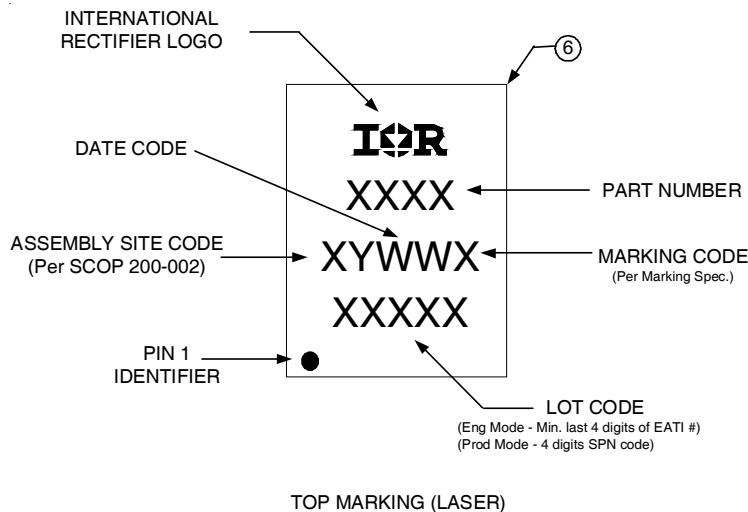 INTERNATIONAL
RECTIFIER LOGO
6
IOR
DATE CODE
XXXX
PART NUMBER
ASSEMBLY SITE CODE
(Per SCOP 200-002)
XYWWX
MARKING CODE
(Per Marking Spec.)
XXXXX
PIN 1
IDENTIFIER
LOT CODE
(Eng Mode - Min. last 4 digits of EATI #)
(Prod Mode - 4 digits SPN code)
TOP MARKING (LASER)